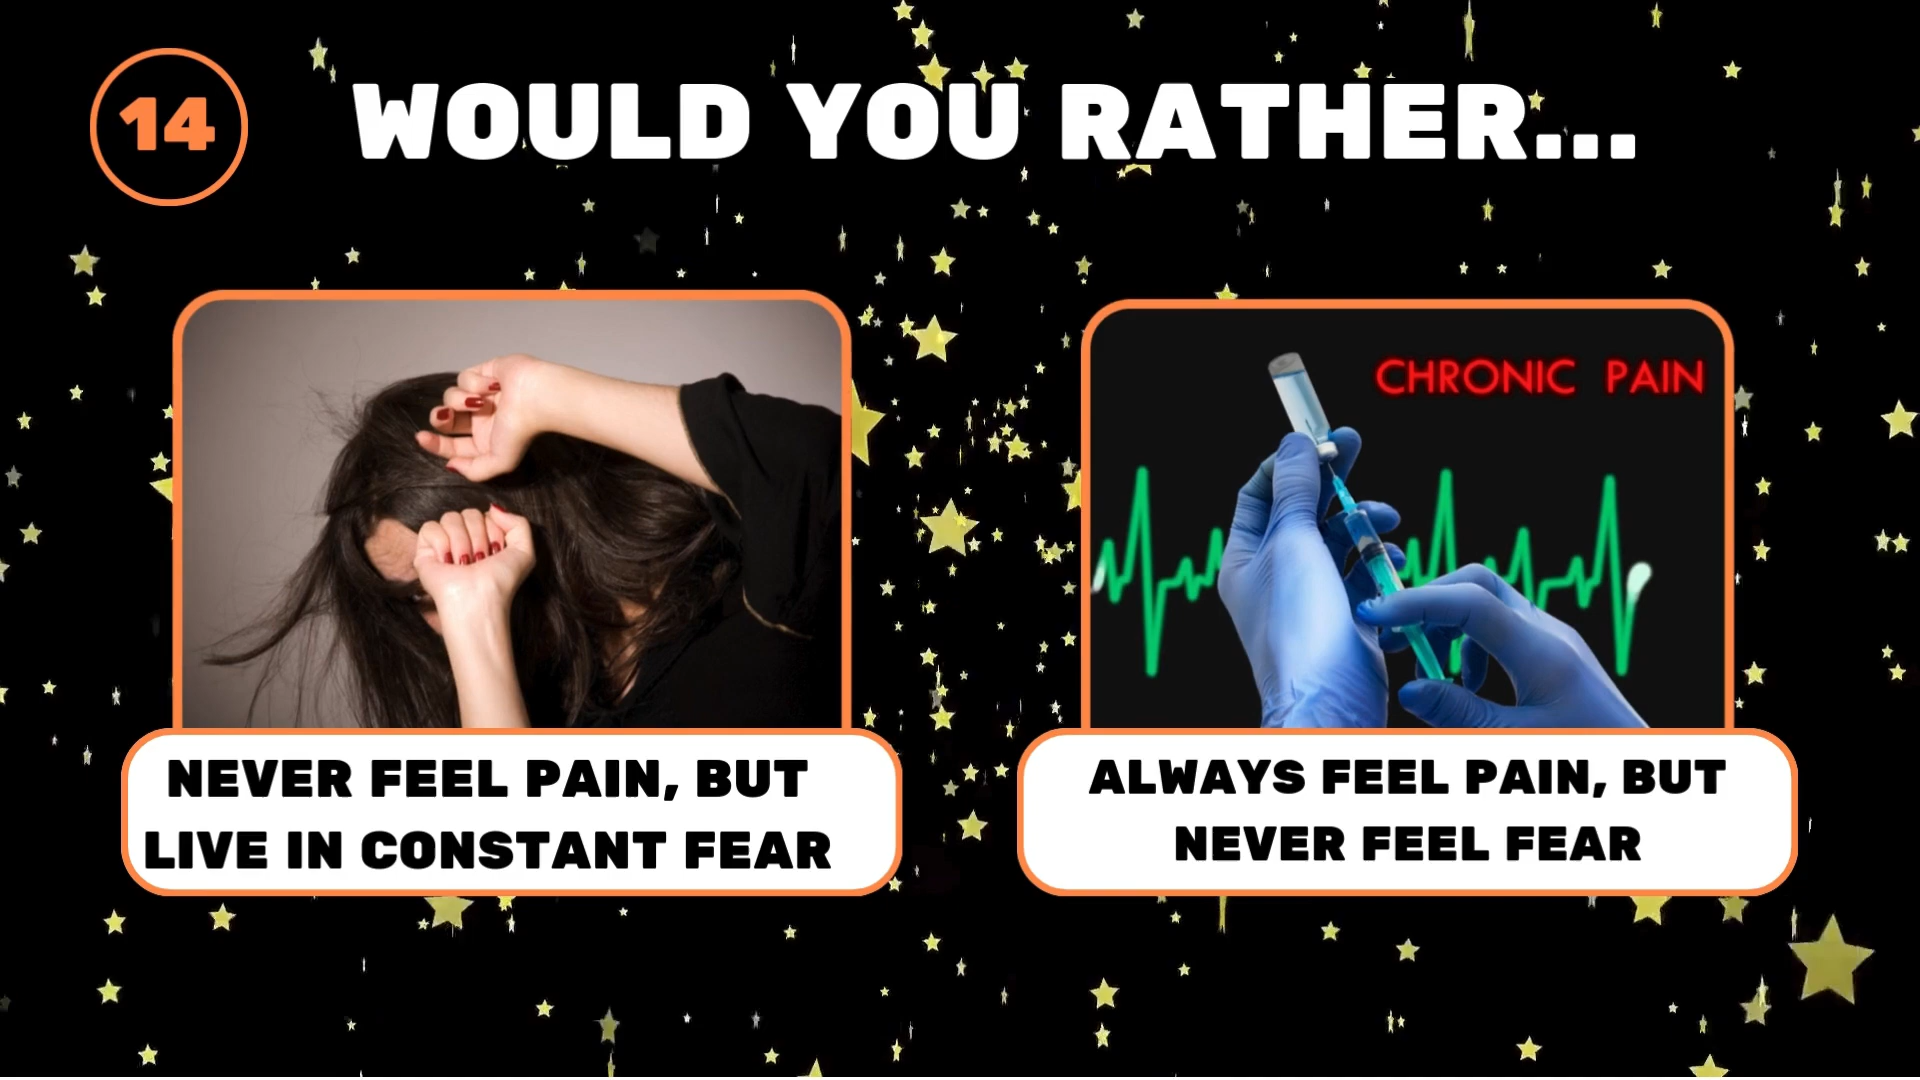 14
WOULD YOU RATHER...
CHRONIC PAIN
NEVER FEEL PAIN, BUT
LIVE IN CONSTANT FEAR
ALWAYS FEEL PAIN, BUT
NEVER FEEL FEAR